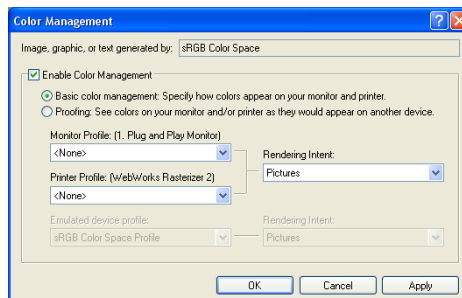 Color Management
Image, graphic, or text generated by: sRGB Color Space
Enable Color Management
Basic color management: Specify how colors appear on your monitor and printer.
Proofing: See colors on your monitor and/or printer as they would appear on another device.
Monitor Profile: (1. Plug and Play Monitor)
<None>
Rendering Intent:
Pictures
Printer Profile: (WebWorks Rasterizer 2)
<None>
Emulated device profile: Rendering Intent:
sRGB Color Space Profile Pictures
OK Cancel Apply